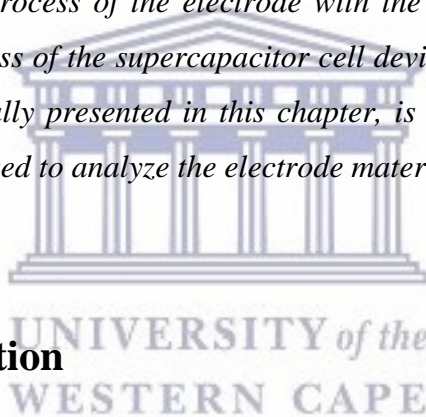 rocess of the electrode with the
ss of the supercapacitor cell devi
lly presented in this chapter, is
ed to analyze the electrode mater
UNIVERSITY of the
tion
WESTERN CAPE